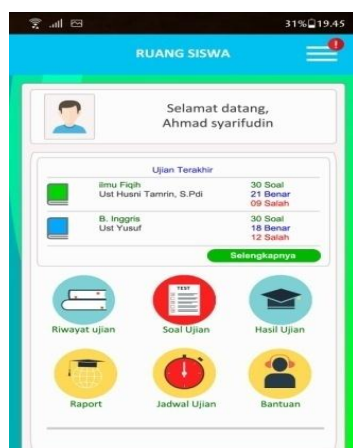 31% 19.45
RUANG SISWA
!
Selamat datang,
Ahmad syarifudin
Ujian Terakhir
ilmu Fiqih
Ust Husni Tamrin, S.Pdi
30 Soal
21 Benar
09 Salah
B. Inggris
Ust Yusuf
30 Soal
18 Benar
12 Salah
Selengkapnya
TEST
Riwayat ujian
Soal Ujian
Hasil Ujian
Raport
Jadwal Ujian
Bantuan